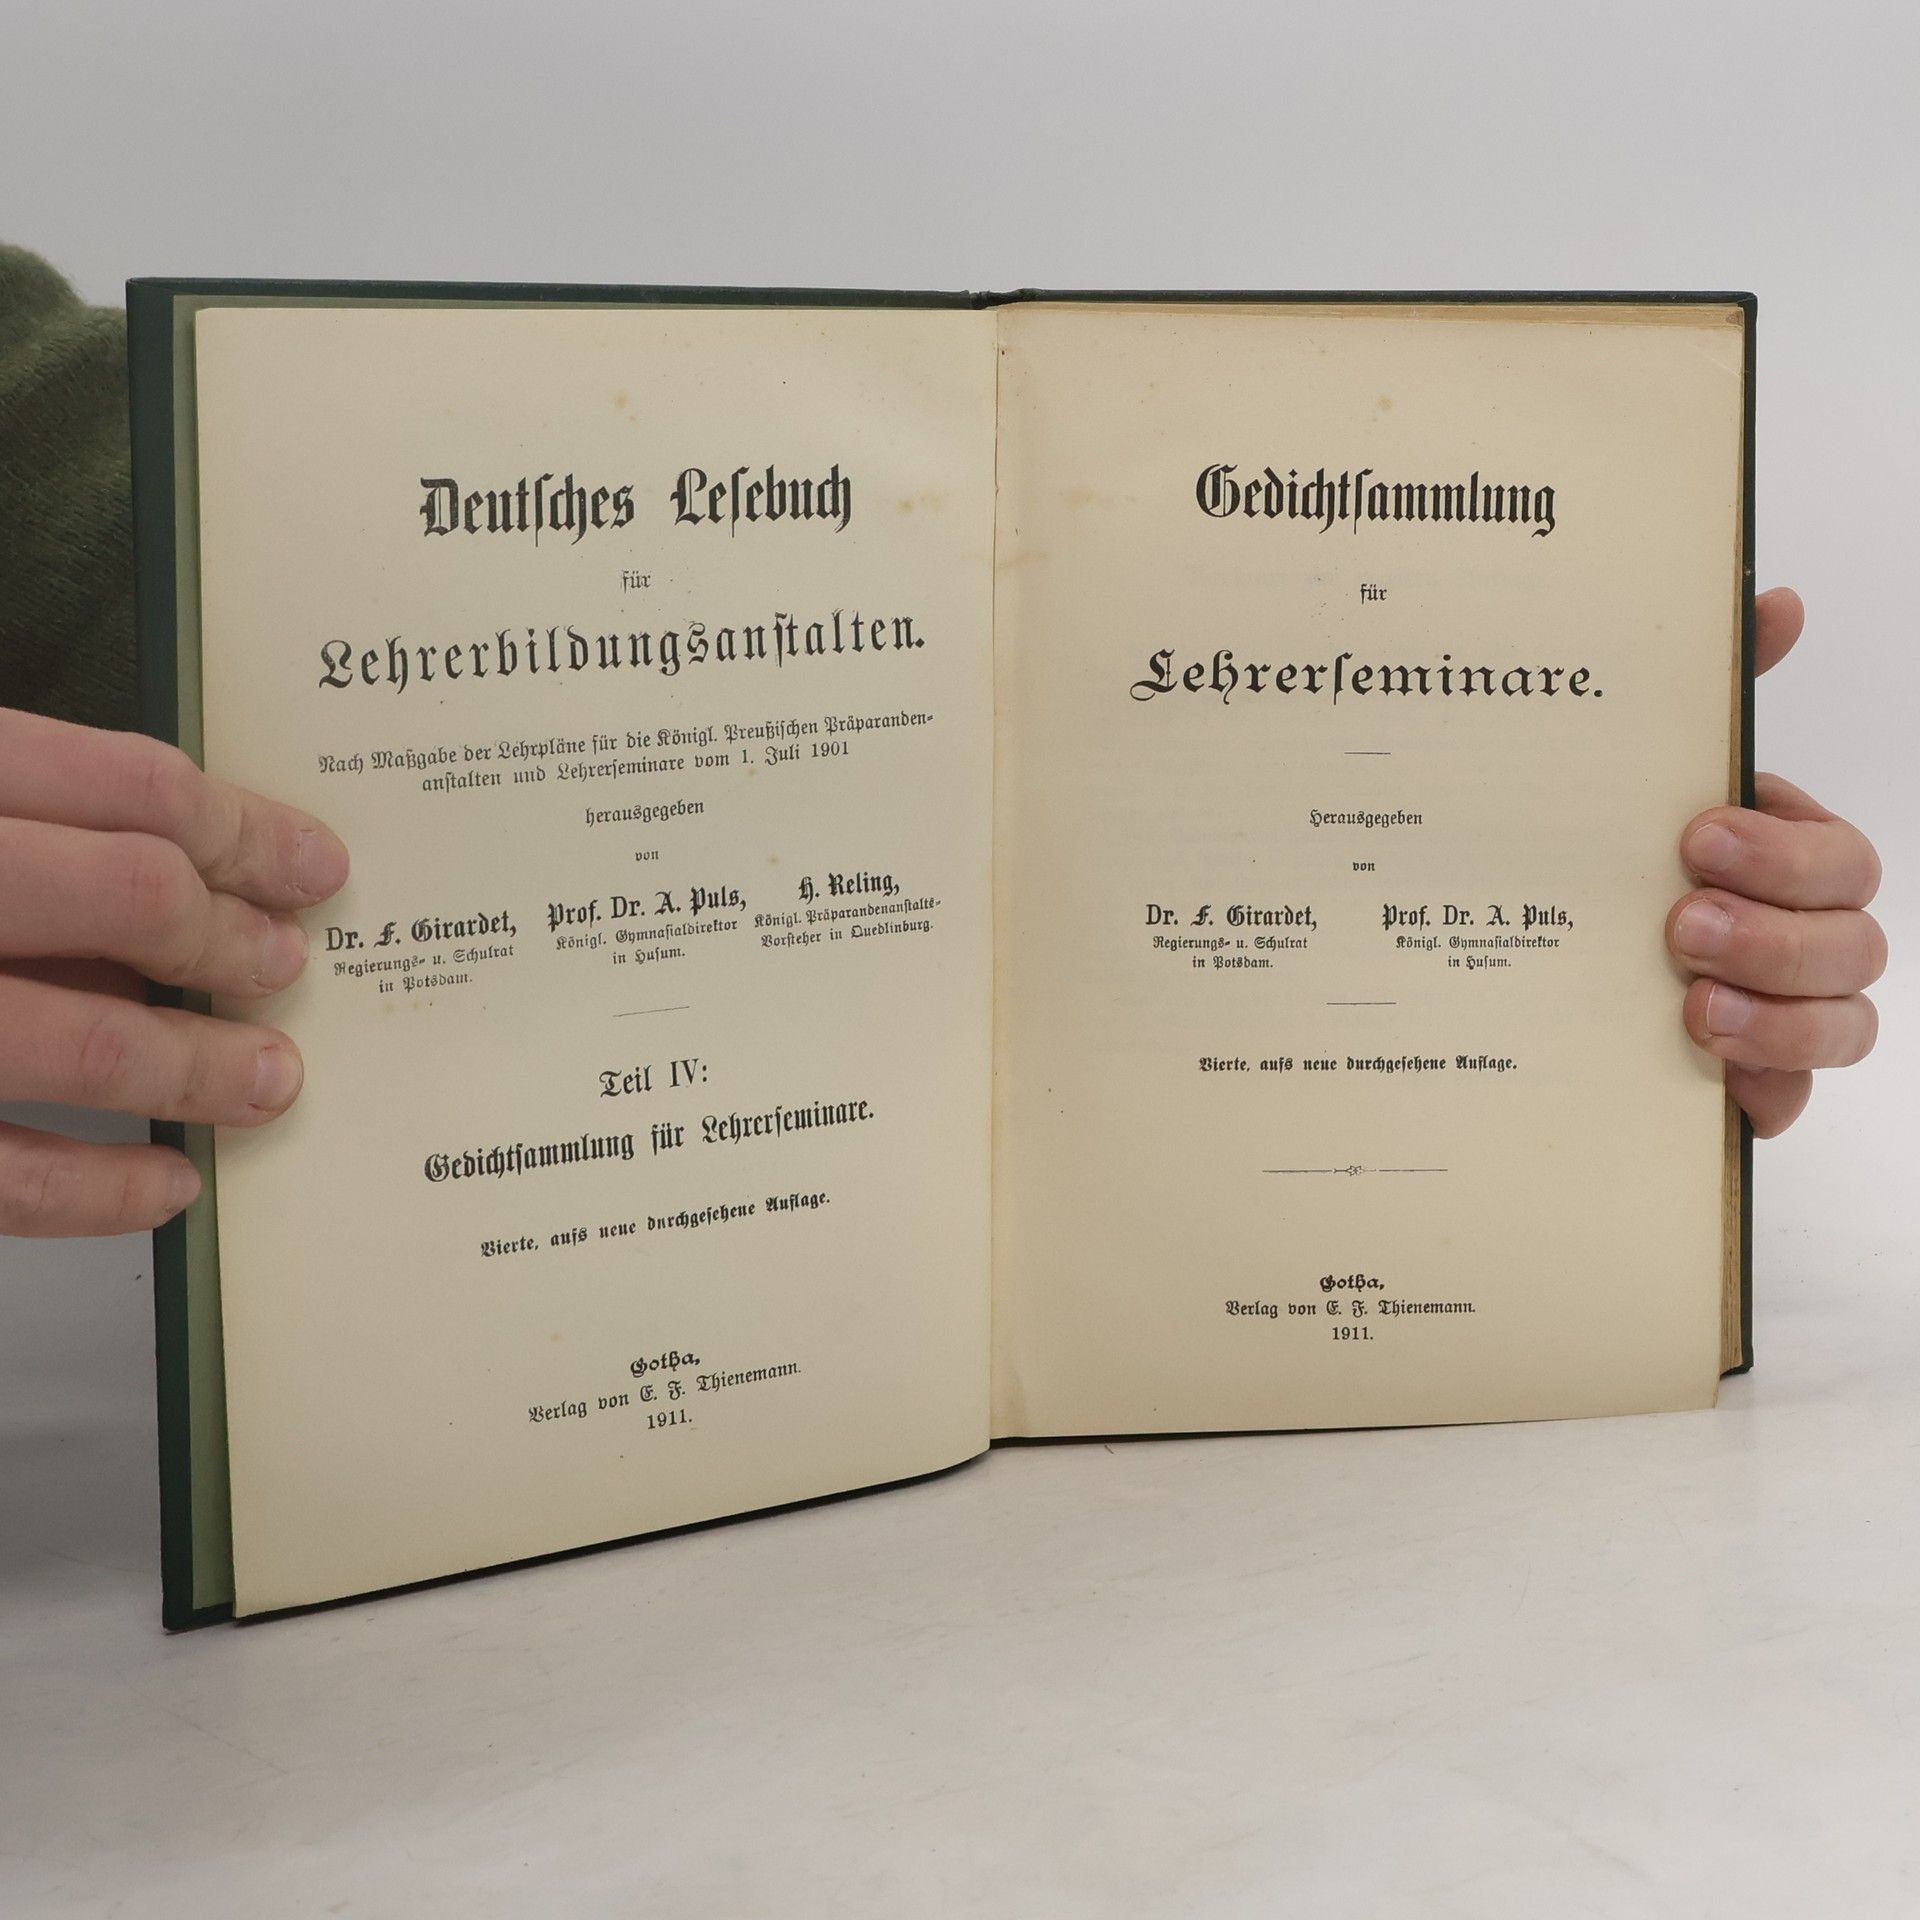 Deutſches Leſebuch
für
Lehrerbildungsanſtalten.
Nach Maßgabe der Lehrpläne für die Königl. Preußiſchen Präparanden-
anſtalten und Lehrerſeminare vom 1. Juli 1901
herausgegeben
von
Dr. F. Girardet,
Regierungs- u. Schulrat
in Potsdam.
Prof. Dr. A. Puls,
Königl. Gymnaſialdirektor
in Huſum.
H. Reling,
Königl. Präparandenanſtalts-
Vorſteher in Quedlinburg.
Teil IV:
Gedichtſammlung für Lehrerſeminare.
Vierte, aufs neue durchgeſehene Auflage.
Gotha,
Verlag von E. F. Thienemann.
1911.
Gedichtſammlung
für
Lehrerſeminare.
Herausgegeben
von
Dr. F. Girardet,
Regierungs- u. Schulrat
in Potsdam.
Prof. Dr. A. Puls,
Königl. Gymnaſialdirektor
in Huſum.
Vierte, aufs neue durchgeſehene Auflage.
Gotha,
Verlag von E. F. Thienemann.
1911.